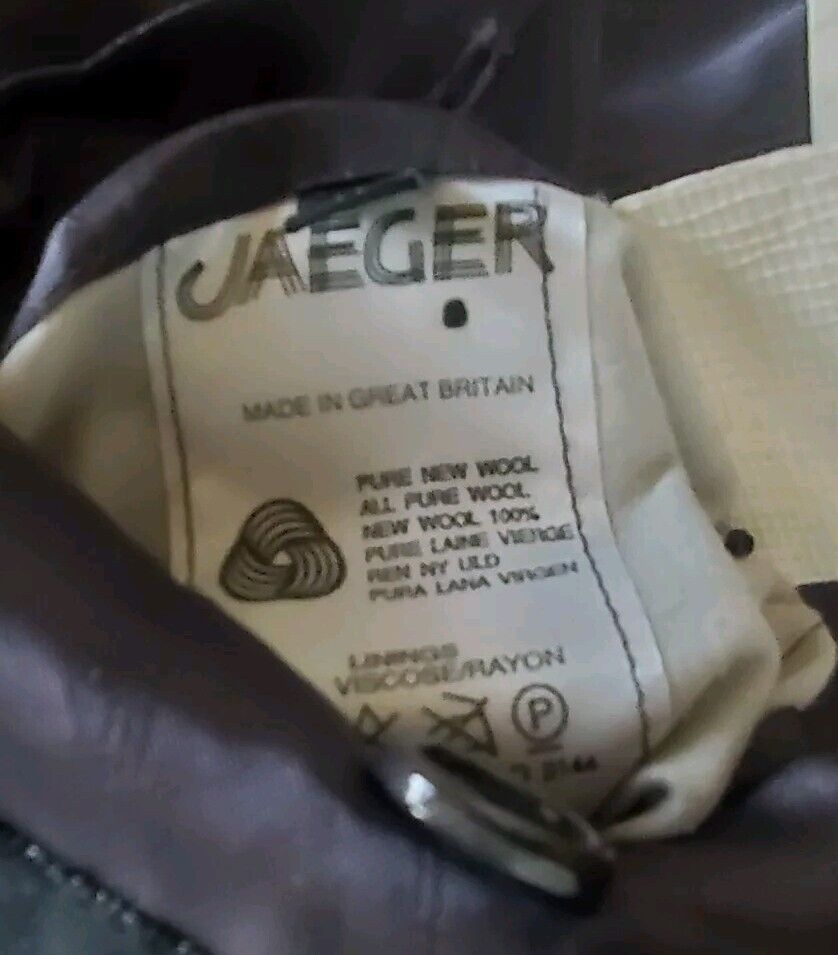 JAEGER
MADE IN GREAT BRITAIN
PURE NEW WOOL
ALL PURE WOOL
NEW WOOL 100%
PURE LAINE VIERGE
REN NY ULD
PURA LANA VIRGEN
LININGS
VISCOSE/RAYON
P